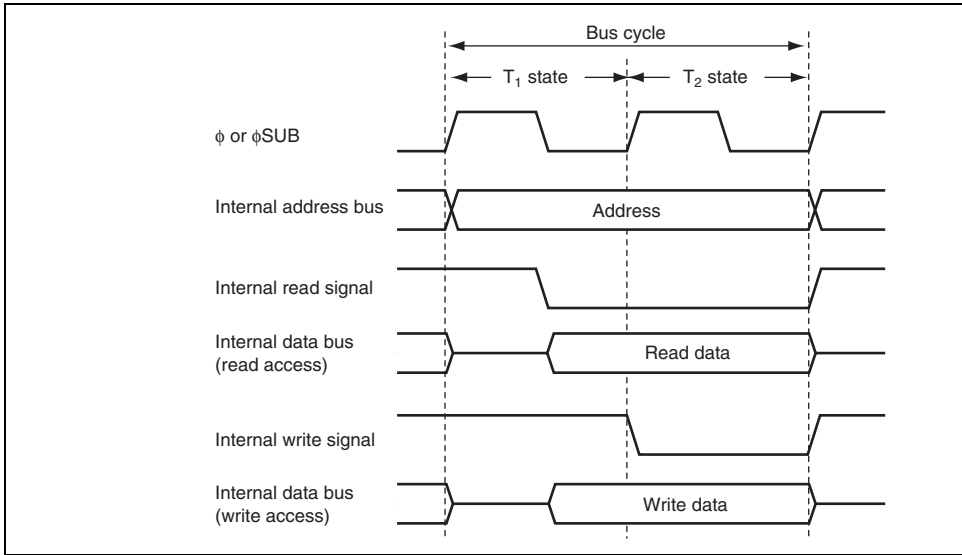 Bus cycle
T₁ state
T₂ state
φ or φSUB
Internal address bus
Address
Internal read signal
Internal data bus
(read access)
Read data
Internal write signal
Internal data bus
(write access)
Write data